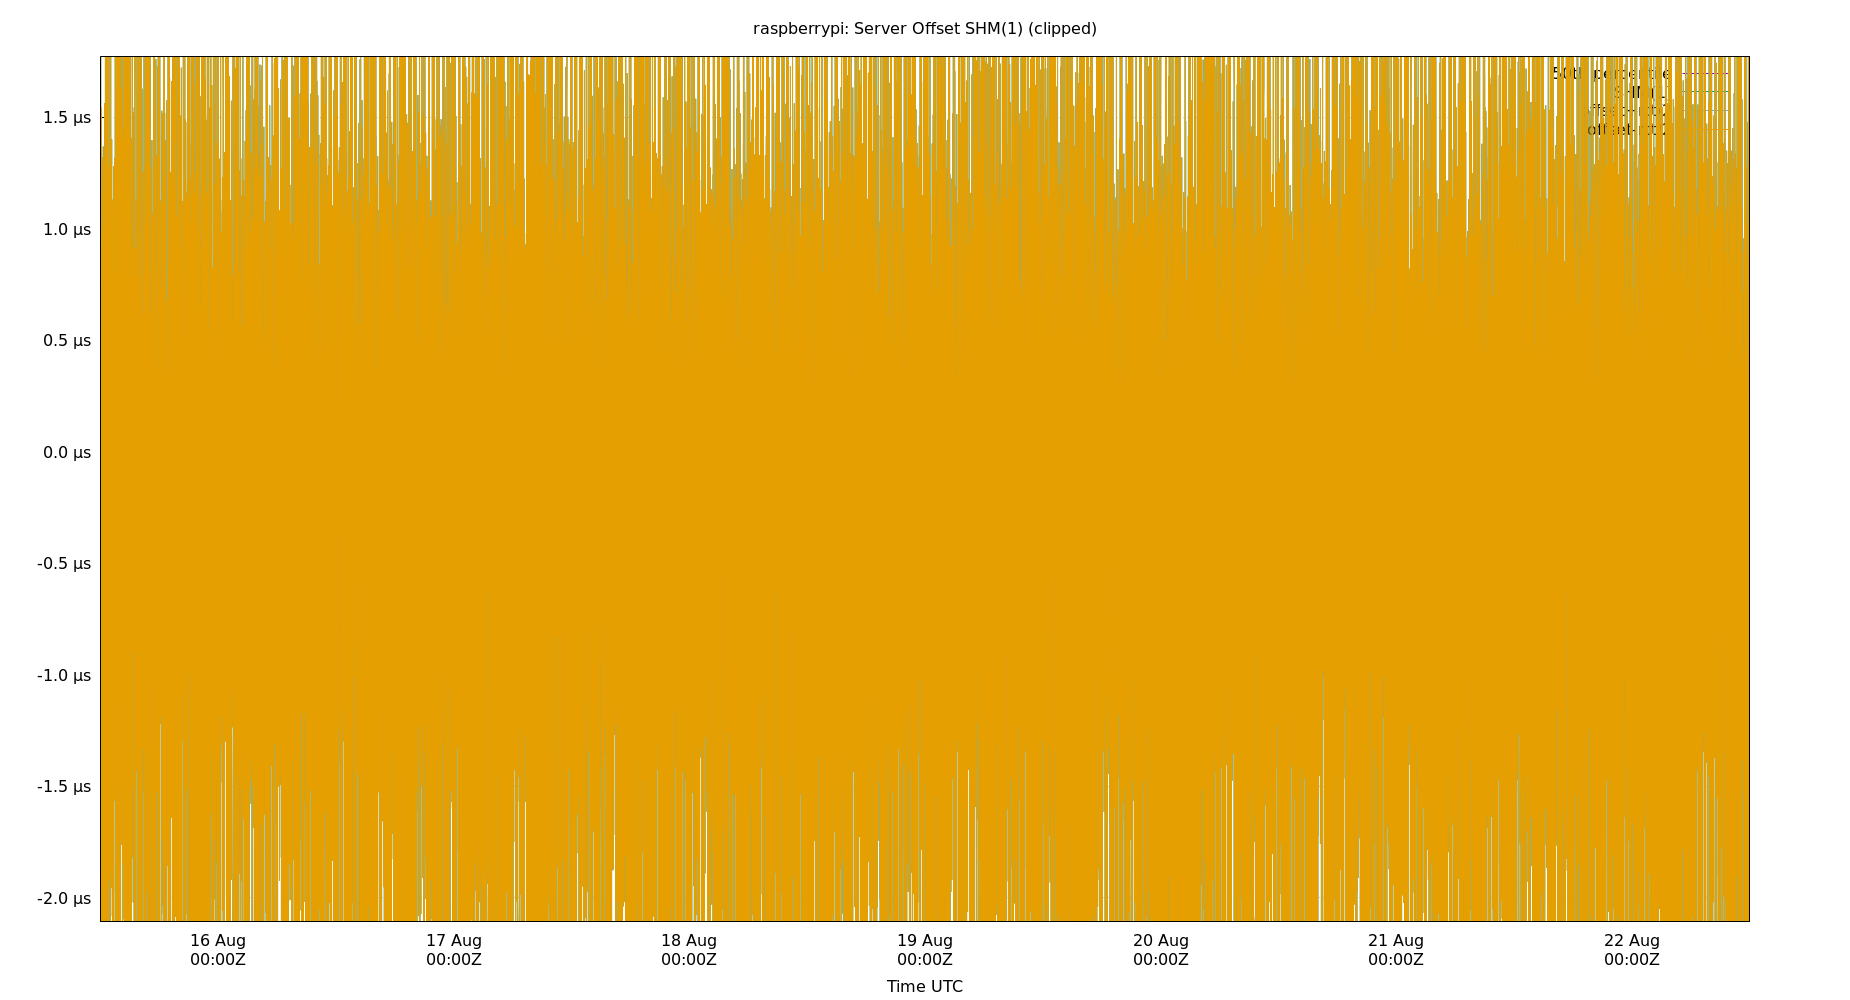 raspberrypi: Server Offset SHM(1) (clipped)
50th percentile
1.5 µs
1.0 µs
0.5 µs
0.0 µs
-0.5 µs
-1.0 µs
-1.5 µs
-2.0 µs
16 Aug 17 Aug 18 Aug 19 Aug 20 Aug 21 Aug 22 Aug
00:00Z 00:00Z 00:00Z 00:00Z 00:00Z 00:00Z 00:00Z
Time UTC